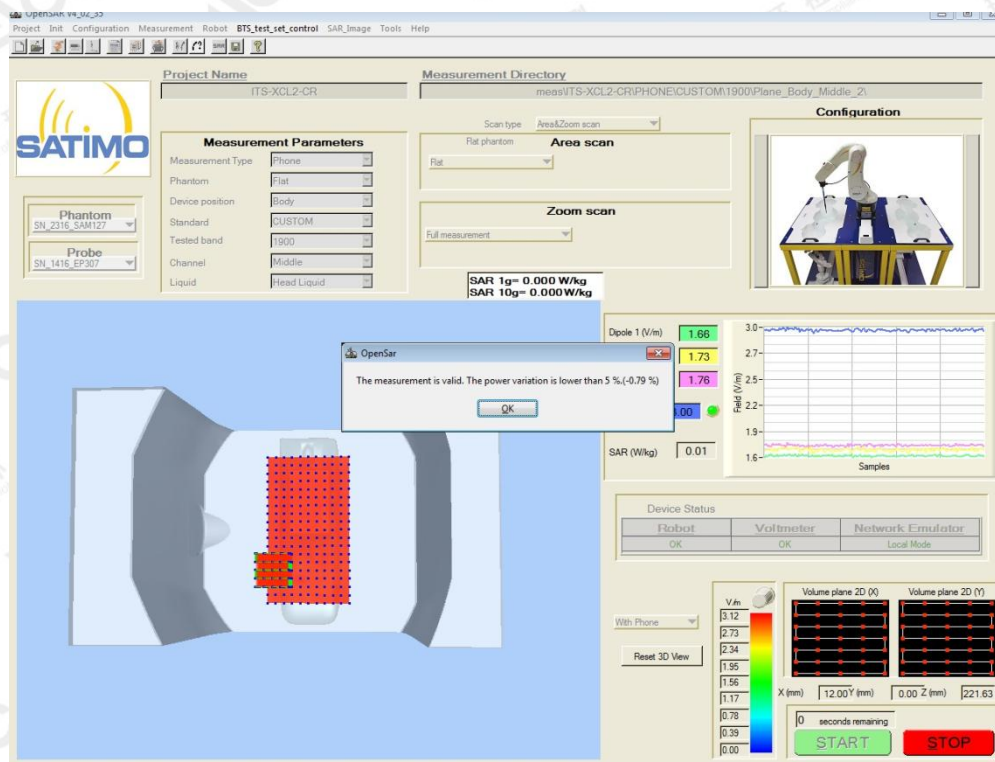 OpenSAR V4_02_35
Project Init Configuration Measurement Robot BTS_test_set_control SAR_Image Tools Help
Project Name
ITS-XCL2-CR
Measurement Directory
meas\ITS-XCL2-CR\PHONE\CUSTOM\1900\Plane_Body_Middle_2\
SATIMO
Phantom
SN_2316_SAM127
Probe
SN_1416_EP307
Measurement Parameters
Measurement Type Phone
Phantom Flat
Device position Body
Standard CUSTOM
Tested band 1900
Channel Middle
Liquid Head Liquid
Scan type Area&Zoom scan
Flat phantom Area scan
Flat
Zoom scan
Full measurement
SAR 1g= 0.000 W/kg
SAR 10g= 0.000W/kg
Configuration
OpenSar
The measurement is valid. The power variation is lower than 5 %.(-0.79 %)
OK
Dipole 1 (V/m) 1.66
1.73
1.76
.00
SAR (W/kg) 0.01
Field (V/m)
3.0
2.7
2.5
2.2
1.9
1.6
Samples
Device Status
Robot Voltmeter Network Emulator
OK OK Local Mode
With Phone
Reset 3D View
V/m
3.12
2.73
2.34
1.95
1.56
1.17
0.78
0.39
0.00
Volume plane 2D (X) Volume plane 2D (Y)
X (mm) 12.00 Y (mm) 0.00 Z (mm) 221.63
0 seconds remaining
START STOP